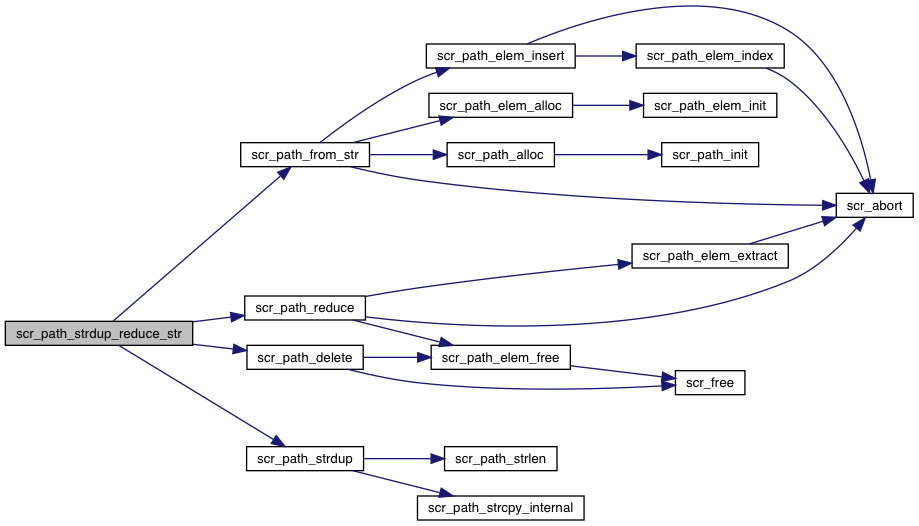 scr_path_elem_insert
scr_path_elem_index
scr_path_elem_alloc
scr_path_elem_init
scr_path_from_str
scr_path_alloc
scr_path_init
scr_abort
scr_path_elem_extract
scr_path_reduce
scr_path_strdup_reduce_str
scr_path_delete
scr_path_elem_free
scr_free
scr_path_strdup
scr_path_strlen
scr_path_strcpy_internal